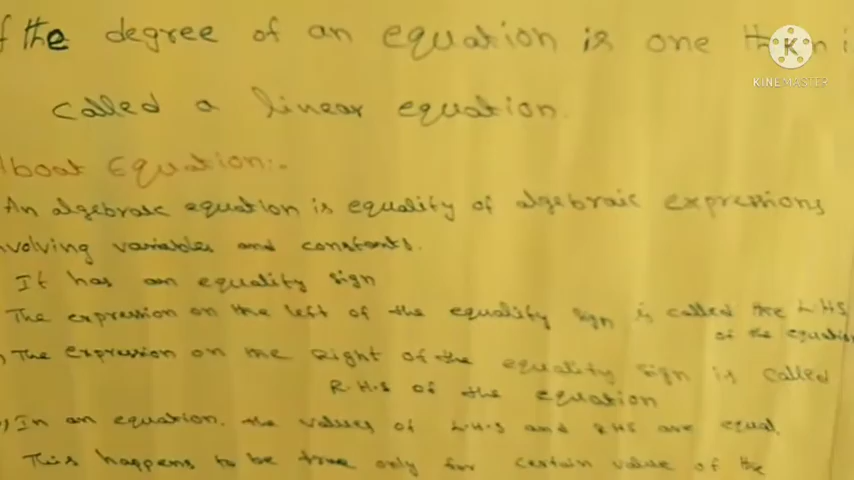 f the degree of an equation is one
KINEMASTER
called a linear equation.
About Equation:-
An algebraic equation is equality of algebraic expressions
nvolving variables and constants.
It has an equality sign
The expression on the left of the equality sign is called the LHS
of the equation
) The expression on the Right of the equality sign is called
R.H.S of the equation
) In an equation. the values of L.H.S and RHS are equal.
This happens to be true only for certain value of the